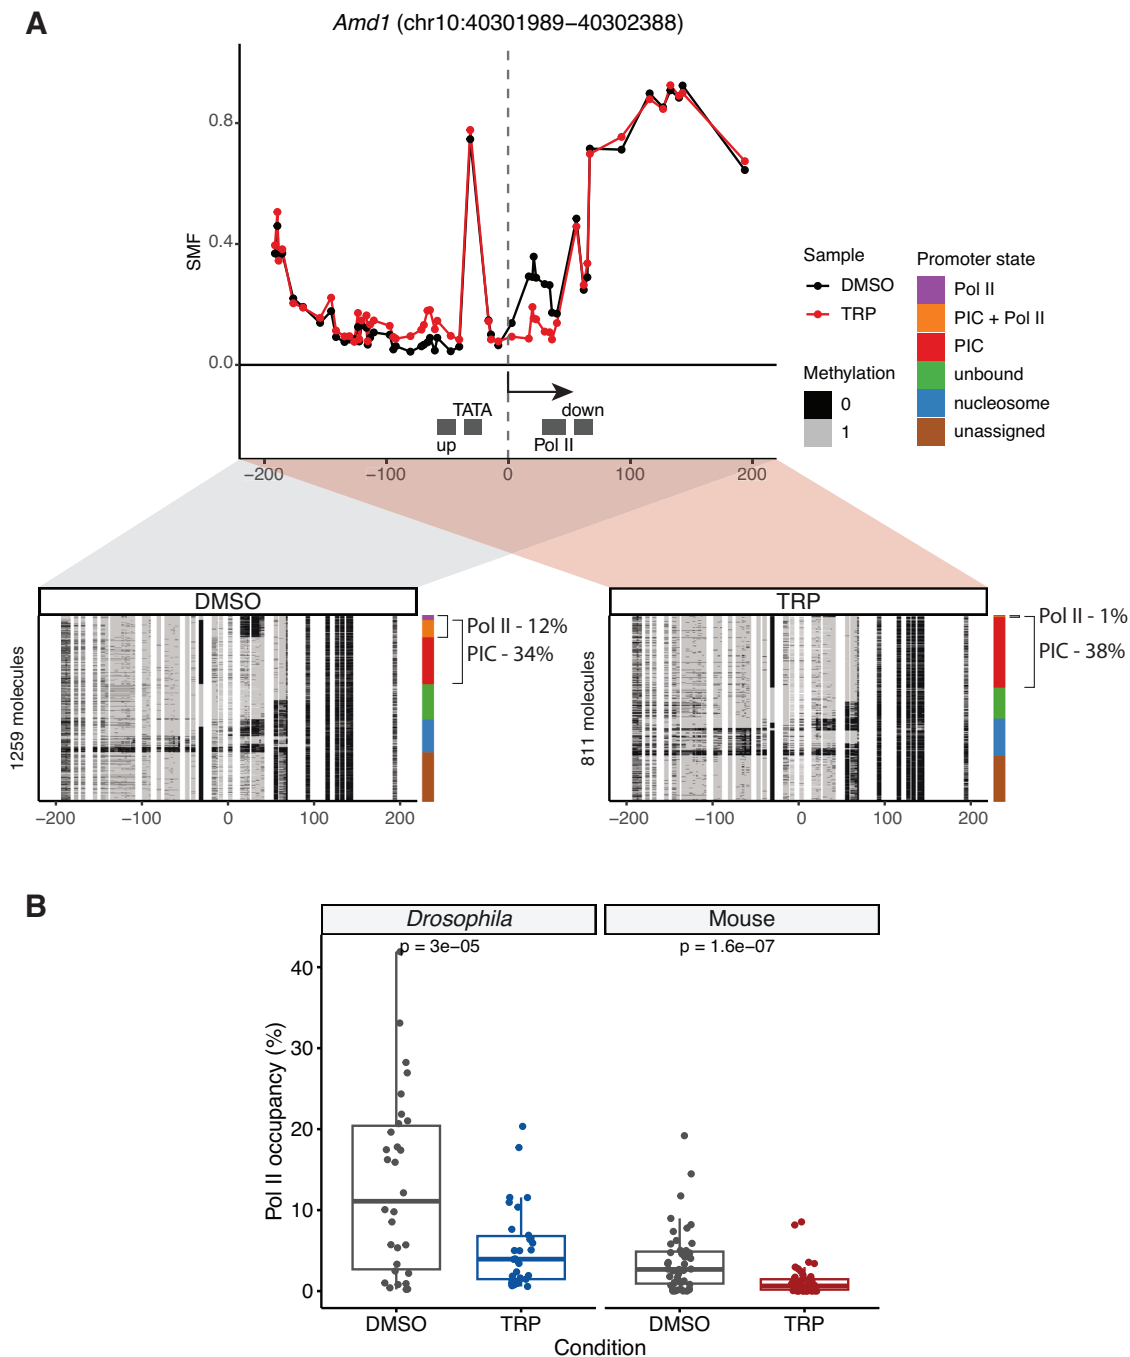 A
Amd1 (chr10:40301989−40302388)
SMF
0.8
0.4
0.0
TATA
up
down
Pol II
−200
−100
0
100
200
Sample
DMSO
TRP
Methylation
0
1
Promoter state
Pol II
PIC + Pol II
PIC
unbound
nucleosome
unassigned
DMSO
1259 molecules
Pol II - 12%
PIC - 34%
−200
−100
0
100
200
TRP
811 molecules
Pol II - 1%
PIC - 38%
−200
−100
0
100
200
B
Drosophila
Mouse
p = 3e−05
p = 1.6e−07
Pol II occupancy (%)
40
30
20
10
0
DMSO
TRP
DMSO
TRP
Condition